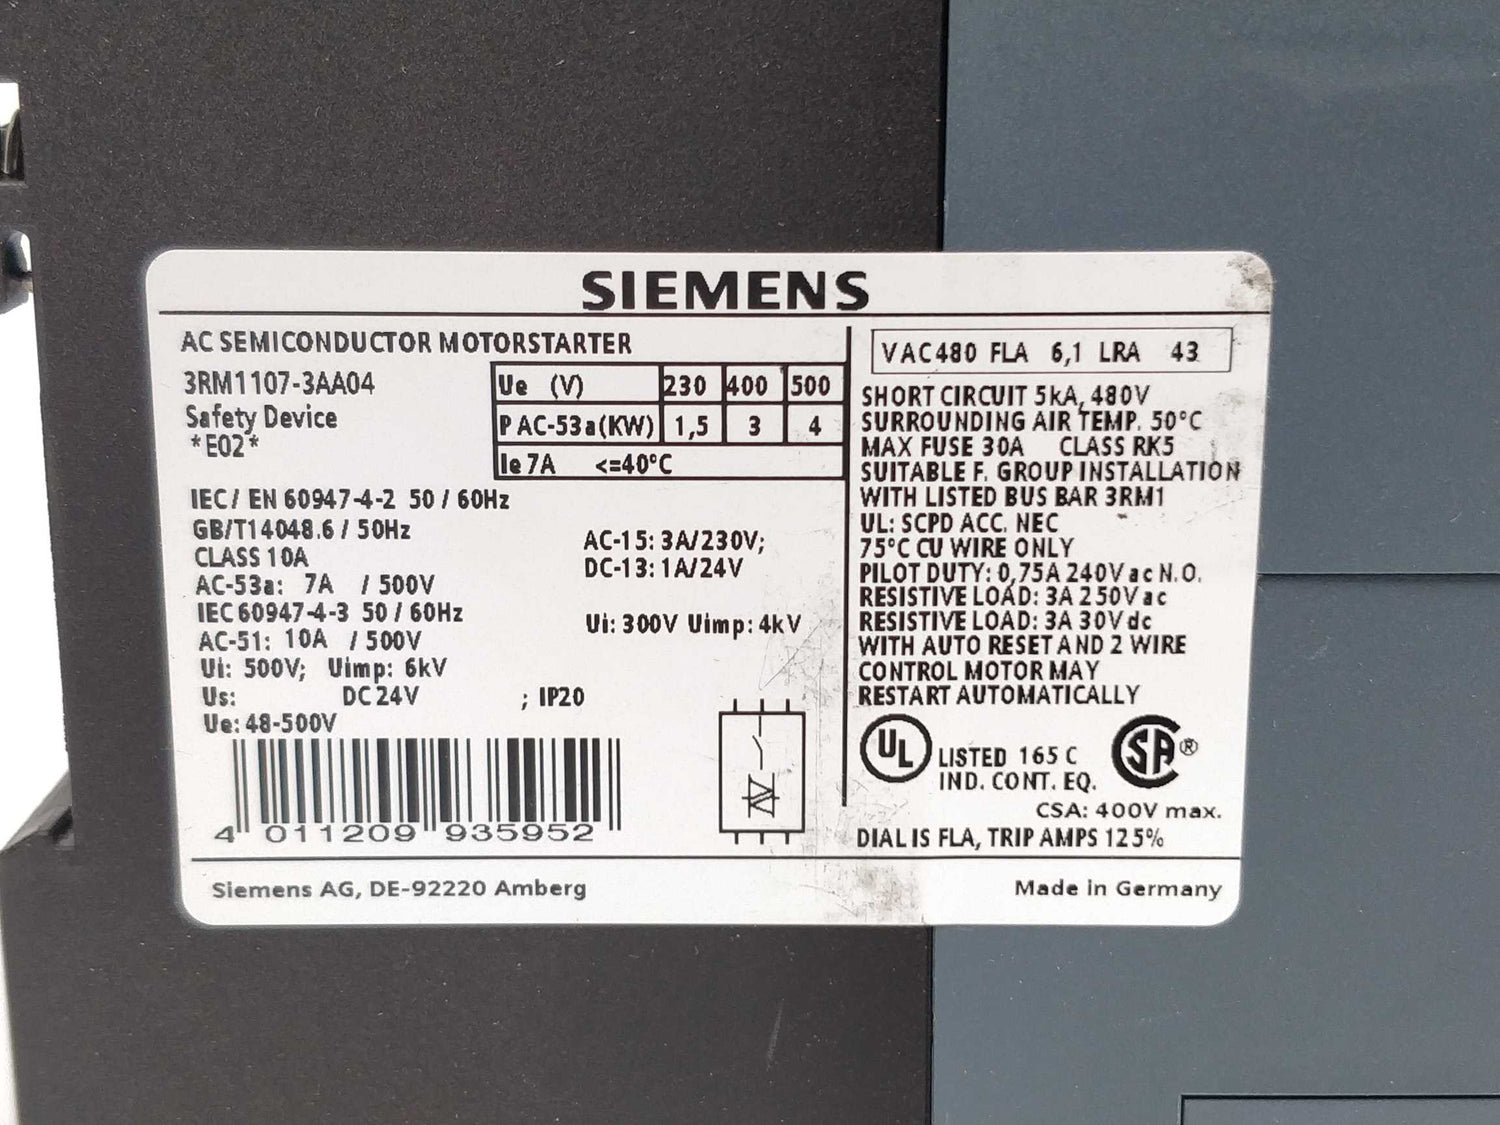 SIEMENS
AC SEMICONDUCTOR MOTORSTARTER
3RM1107-3AA04
Safety Device
*E02*
Ue (V) 230 400 500
P AC-53a(KW) 1,5 3 4
Ie 7A <=40°C
IEC/ EN 60947-4-2 50 / 60Hz
GB/T14048.6 / 50Hz
CLASS 10A
AC-53a: 7A / 500V
IEC 60947-4-3 50 / 60Hz
AC-51: 10A / 500V
Ui: 500V; Uimp: 6kV
Us: DC 24V ; IP20
Ue: 48-500V
AC-15: 3A/230V;
DC-13: 1A/24V
Ui: 300V Uimp: 4kV
4 011209 935952
VAC480 FLA 6,1 LRA 43
SHORT CIRCUIT 5kA, 480V
SURROUNDING AIR TEMP. 50°C
MAX FUSE 30A CLASS RK5
SUITABLE F. GROUP INSTALLATION
WITH LISTED BUS BAR 3RM1
UL: SCPD ACC. NEC
75°C CU WIRE ONLY
PILOT DUTY: 0,75A 240V ac N.O.
RESISTIVE LOAD: 3A 250V ac
RESISTIVE LOAD: 3A 30V dc
WITH AUTO RESET AND 2 WIRE
CONTROL MOTOR MAY
RESTART AUTOMATICALLY
UL LISTED 165 C
IND. CONT. EQ.
SA ®
CSA: 400V max.
DIAL IS FLA, TRIP AMPS 125%
Siemens AG, DE-92220 Amberg
Made in Germany